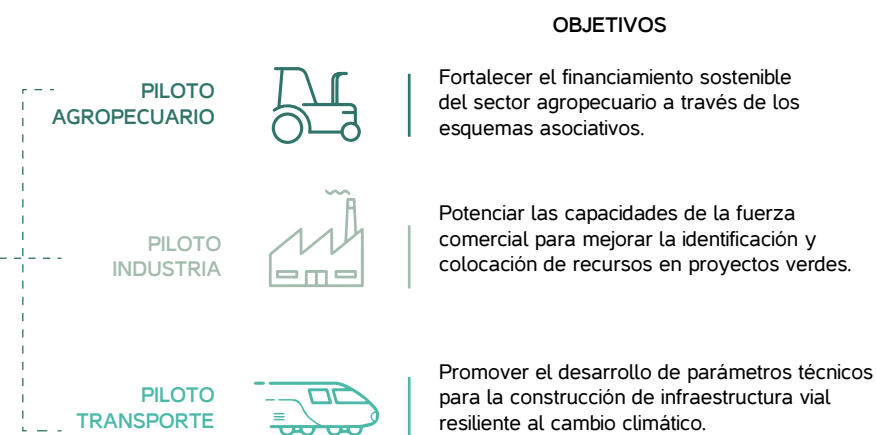 OBJETIVOS
PILOTO
AGROPECUARIO
Fortalecer el financiamiento sostenible
del sector agropecuario a través de los
esquemas asociativos.
PILOTO
INDUSTRIA
Potenciar las capacidades de la fuerza
comercial para mejorar la identificación y
colocación de recursos en proyectos verdes.
PILOTO
TRANSPORTE
Promover el desarrollo de parámetros técnicos
para la construcción de infraestructura vial
resiliente al cambio climático.